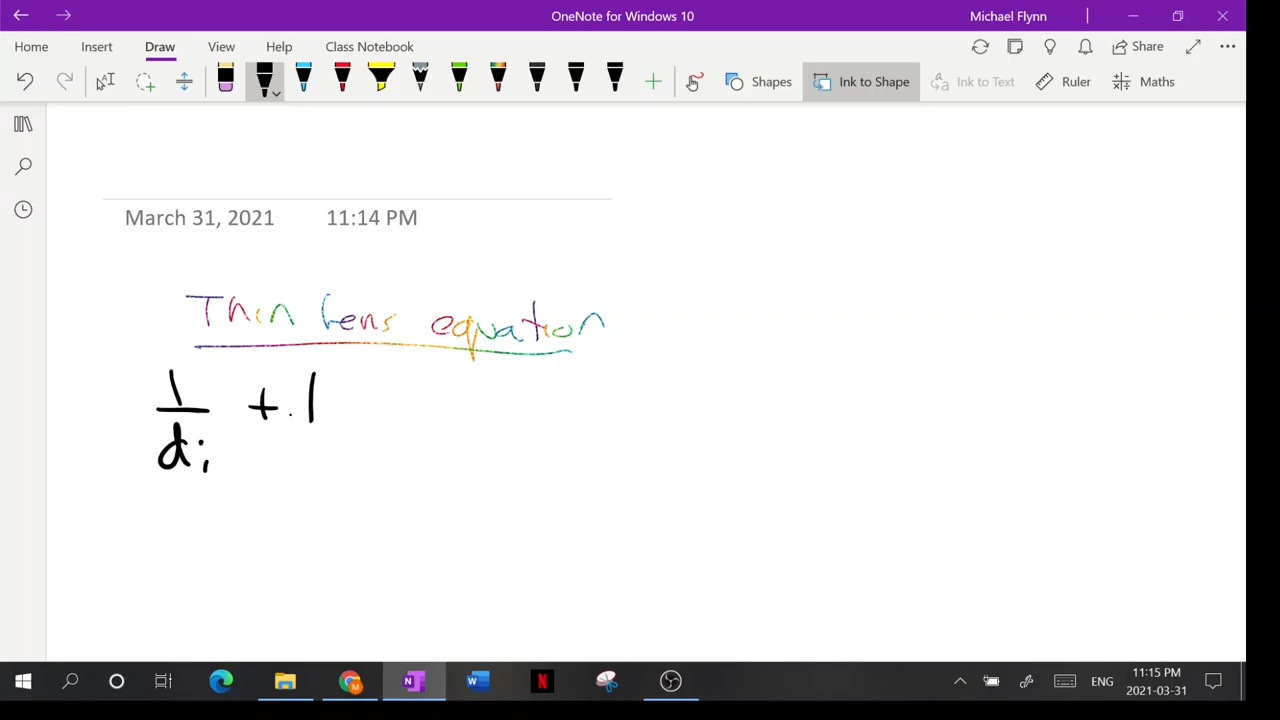 OneNote for Windows 10
Michael Flynn
Home Insert Draw View Help Class Notebook
Share
Shapes Ink to Shape Ink to Text Ruler Maths
March 31, 2021 11:14 PM
Thin Lens equation
1 + 1
di
ENG
11:15 PM
2021-03-31